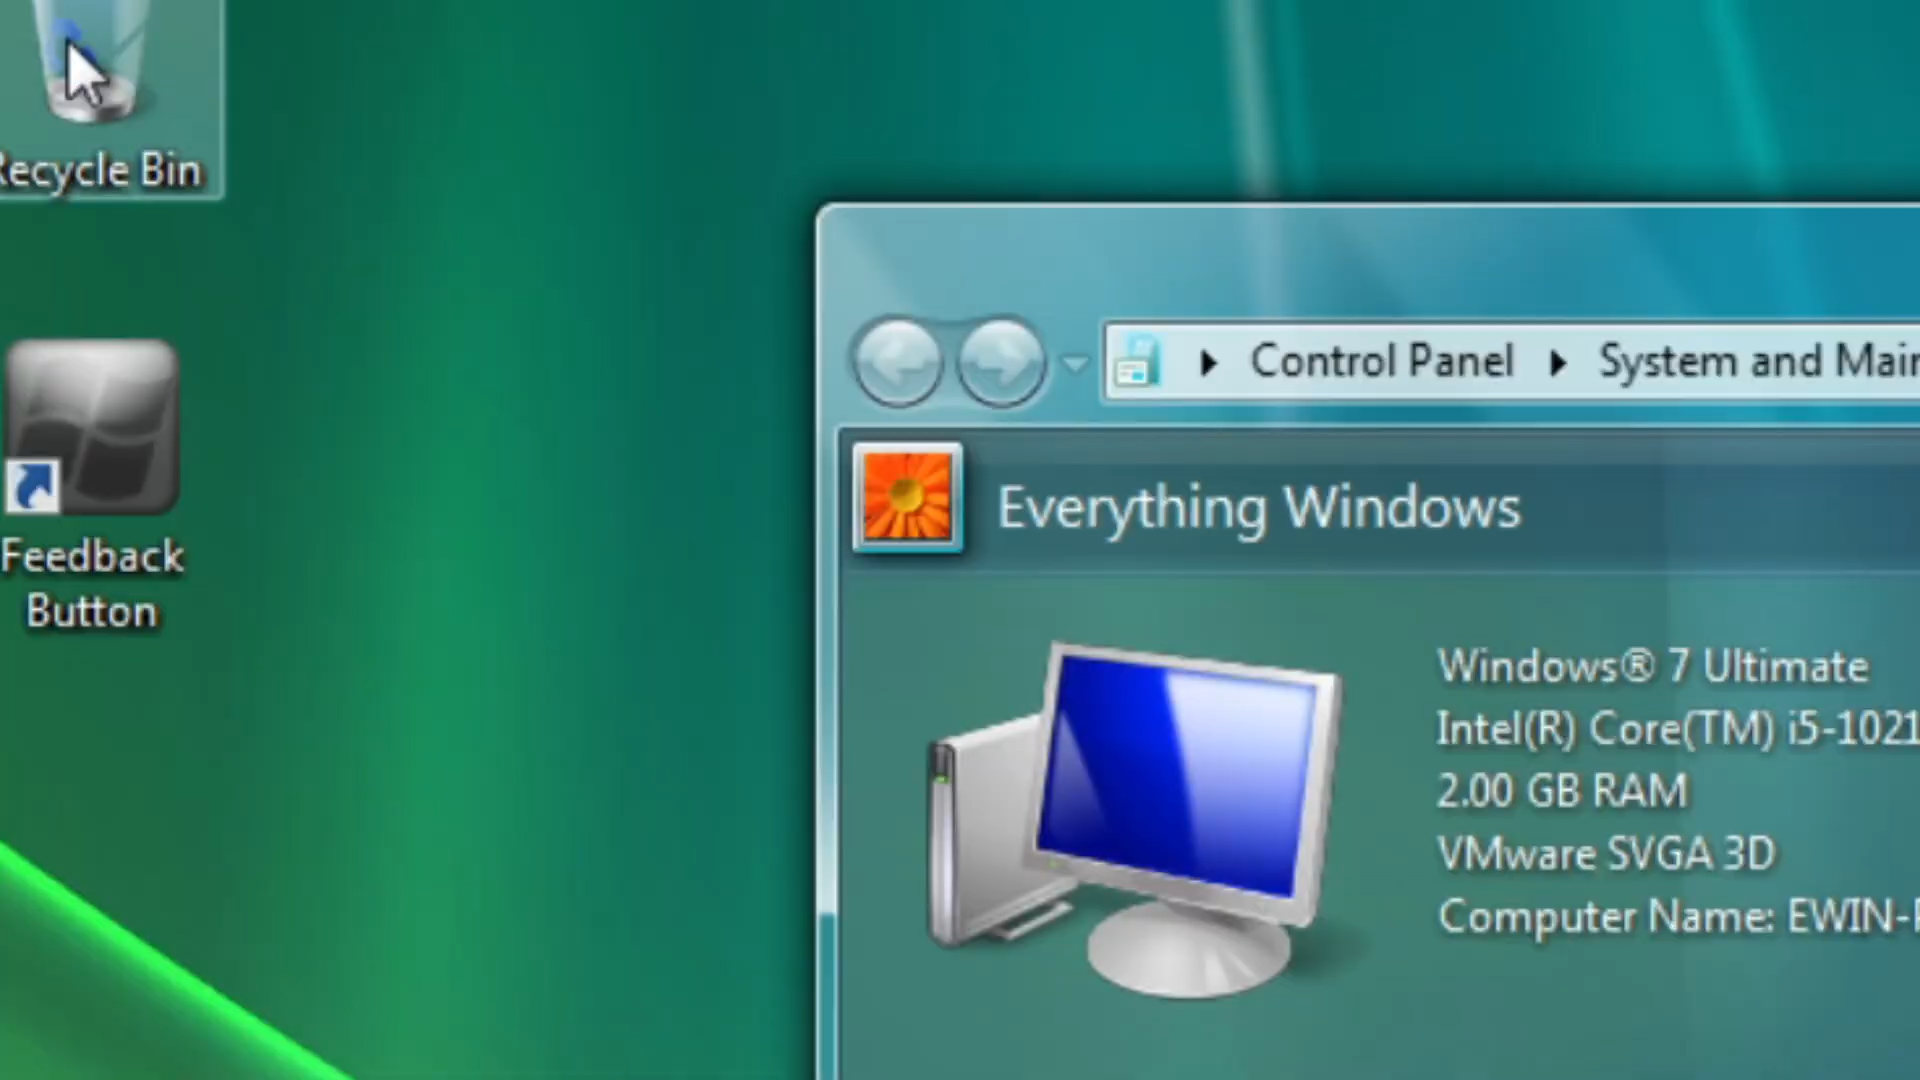 Recycle Bin
Feedback
Button
Control Panel
System and
Everything Windows
Windows® 7 Ultimate
Intel(R) Core(TM) i5-1021
2.00 GB RAM
VMware SVGA 3D
Computer Name: EWIN-